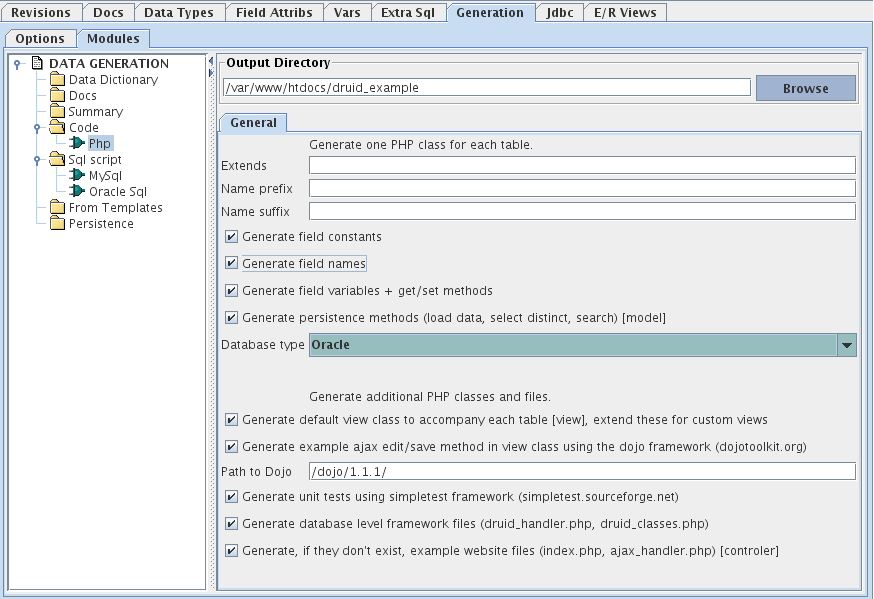 Revisions Docs Data Types Field Attribs Vars Extra Sql Generation Jdbc E/R Views
Options Modules
DATA GENERATION
Data Dictionary
Docs
Summary
Code
Php
Sql script
MySql
Oracle Sql
From Templates
Persistence
Output Directory
/var/www/htdocs/druid_example Browse
General
Generate one PHP class for each table.
Extends
Name prefix
Name suffix
Generate field constants
Generate field names
Generate field variables + get/set methods
Generate persistence methods (load data, select distinct, search) [model]
Database type Oracle
Generate additional PHP classes and files.
Generate default view class to accompany each table [view], extend these for custom views
Generate example ajax edit/save method in view class using the dojo framework (dojotoolkit.org)
Path to Dojo /dojo/1.1.1/
Generate unit tests using simpletest framework (simpletest.sourceforge.net)
Generate database level framework files (druid_handler.php, druid_classes.php)
Generate, if they don't exist, example website files (index.php, ajax_handler.php) [controler]